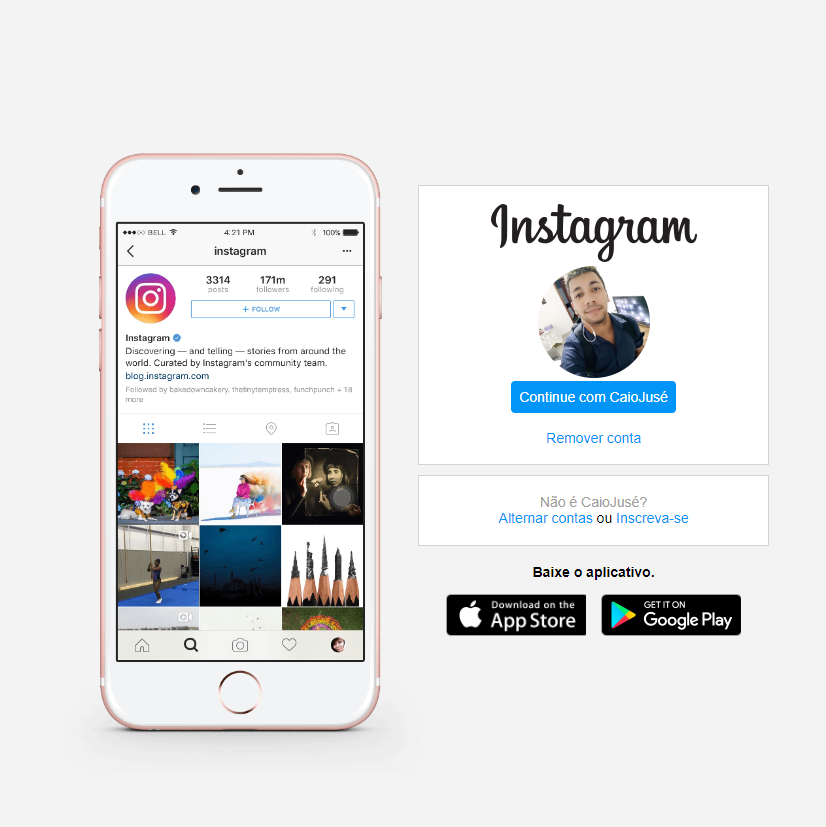 BELL
4:21 PM
100%
instagram
3314
171m
291
posts
followers
following
+ FOLLOW
Instagram
Discovering — and telling — stories from around the
world. Curated by Instagram's community team.
blog.instagram.com
Followed by bakadowncakery, thetinytemptress, funchpunch + 18
more
Instagram
Continue com CaioJusé
Remover conta
Não é CaioJusé?
Alternar contas ou Inscreva-se
Baixe o aplicativo.
Download on the
App Store
GET IT ON
Google Play